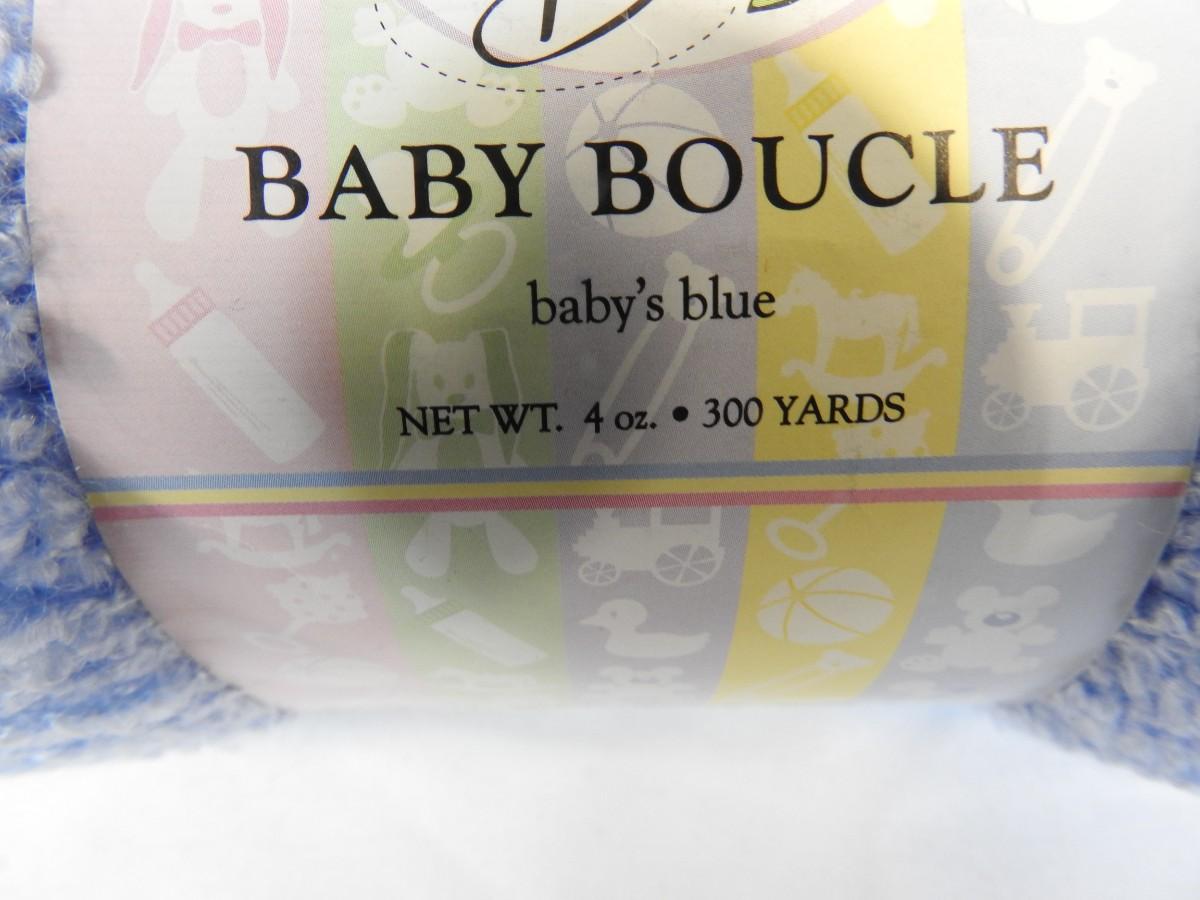 BABY BOUCLE
baby's blue
NET WT. 4 oz. • 300 YARDS